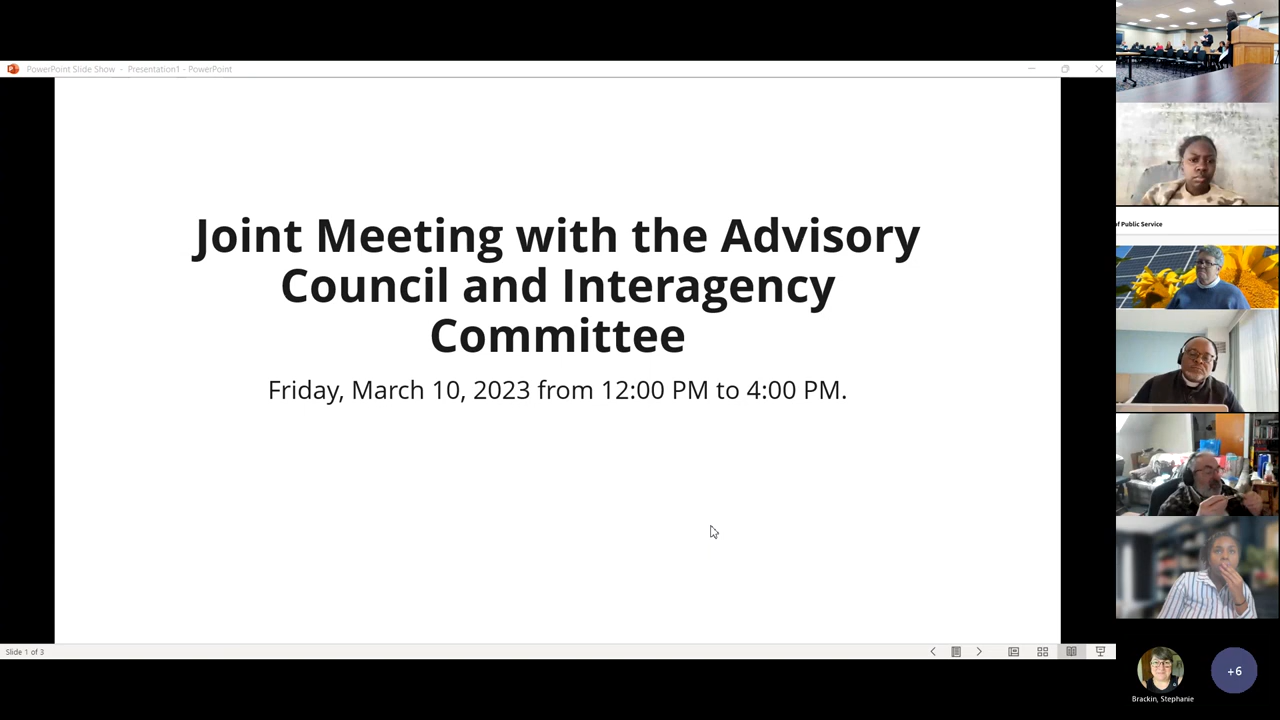 PowerPoint Slide Show - Presentation1 - PowerPoint
Joint Meeting with the Advisory
Council and Interagency
Committee
Friday, March 10, 2023 from 12:00 PM to 4:00 PM.
Slide 1 of 3
of Public Service
+6
Brackin, Stephanie